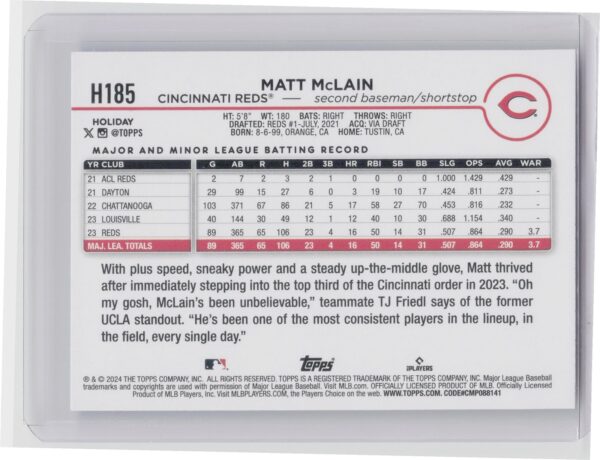 H185
MATT McLAIN
CINCINNATI REDS® — second baseman/shortstop
C
HOLIDAY
X @TOPPS
HT: 5'8" WT: 180 BATS: RIGHT THROWS: RIGHT
DRAFTED: REDS #1-JULY, 2021 ACQ: VIA DRAFT
BORN: 8-6-99, ORANGE, CA HOME: TUSTIN, CA
MAJOR AND MINOR LEAGUE BATTING RECORD
YR CLUB G AB R H 2B 3B HR RBI SB BB SLG OPS AVG WAR
21 ACL REDS 2 7 2 3 2 1 0 0 0 0 1.000 1.429 .429 -
21 DAYTON 29 99 15 27 6 0 3 19 10 17 .424 .811 .273 -
22 CHATTANOOGA 103 371 67 86 21 5 17 58 27 70 .453 .816 .232 -
23 LOUISVILLE 40 144 30 49 12 1 12 40 10 30 .688 1.154 .340 -
23 REDS 89 365 65 106 23 4 16 50 14 31 .507 .864 .290 3.7
MAJ. LEA. TOTALS 89 365 65 106 23 4 16 50 14 31 .507 .864 .290 3.7
With plus speed, sneaky power and a steady up-the-middle glove, Matt thrived
after immediately stepping into the top third of the Cincinnati order in 2023. "Oh
my gosh, McLain's been unbelievable," teammate TJ Friedl says of the former
UCLA standout. "He's been one of the most consistent players in the lineup, in
the field, every single day."
Topps
PLAYERS
® & © 2024 THE TOPPS COMPANY, INC. ALL RIGHTS RESERVED. TOPPS IS A REGISTERED TRADEMARK OF THE TOPPS COMPANY, INC. Major League Baseball
trademarks and copyrights are used with permission of Major League Baseball. Visit MLB.com. OFFICIALLY LICENSED PRODUCT OF MLB. Officially Licensed
Product of MLB Players, Inc. Visit MLBPLAYERS.com, the Players Choice on the web. WWW.TOPPS.COM. CODE#CMP088141